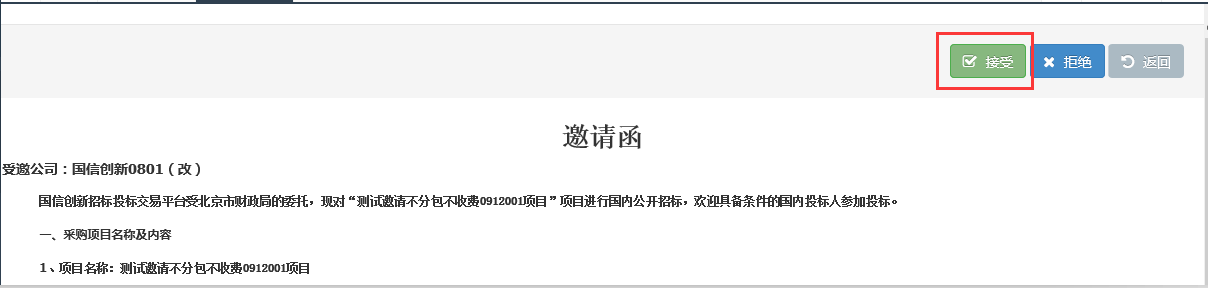 接受 拒绝 返回
邀请函
受邀公司：国信创新0801（改）
国信创新招标投标交易平台受北京市财政局的委托，现对“测试邀请不分包不收费0912001项目”项目进行国内公开招标，欢迎具备条件的国内投标人参加投标。
一、采购项目名称及内容
1、项目名称：测试邀请不分包不收费0912001项目